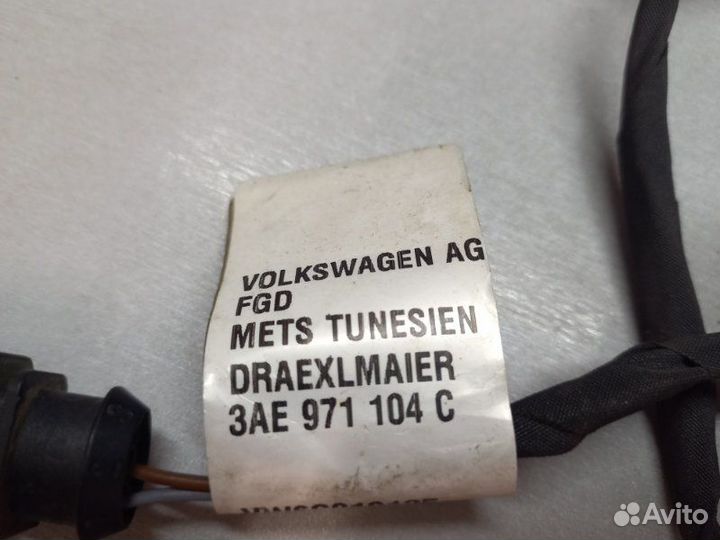 VOLKSWAGEN AG
FGD
METS TUNESIEN
DRAEXLMAIER
3AE 971 104 C
Avito